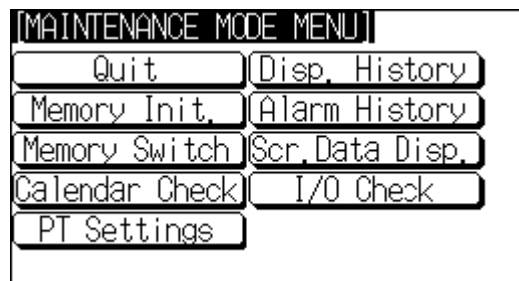 [MAINTENANCE MODE MENU]
Quit
Disp. History
Memory Init.
Alarm History
Memory Switch
Scr.Data Disp.
Calendar Check
I/O Check
PT Settings